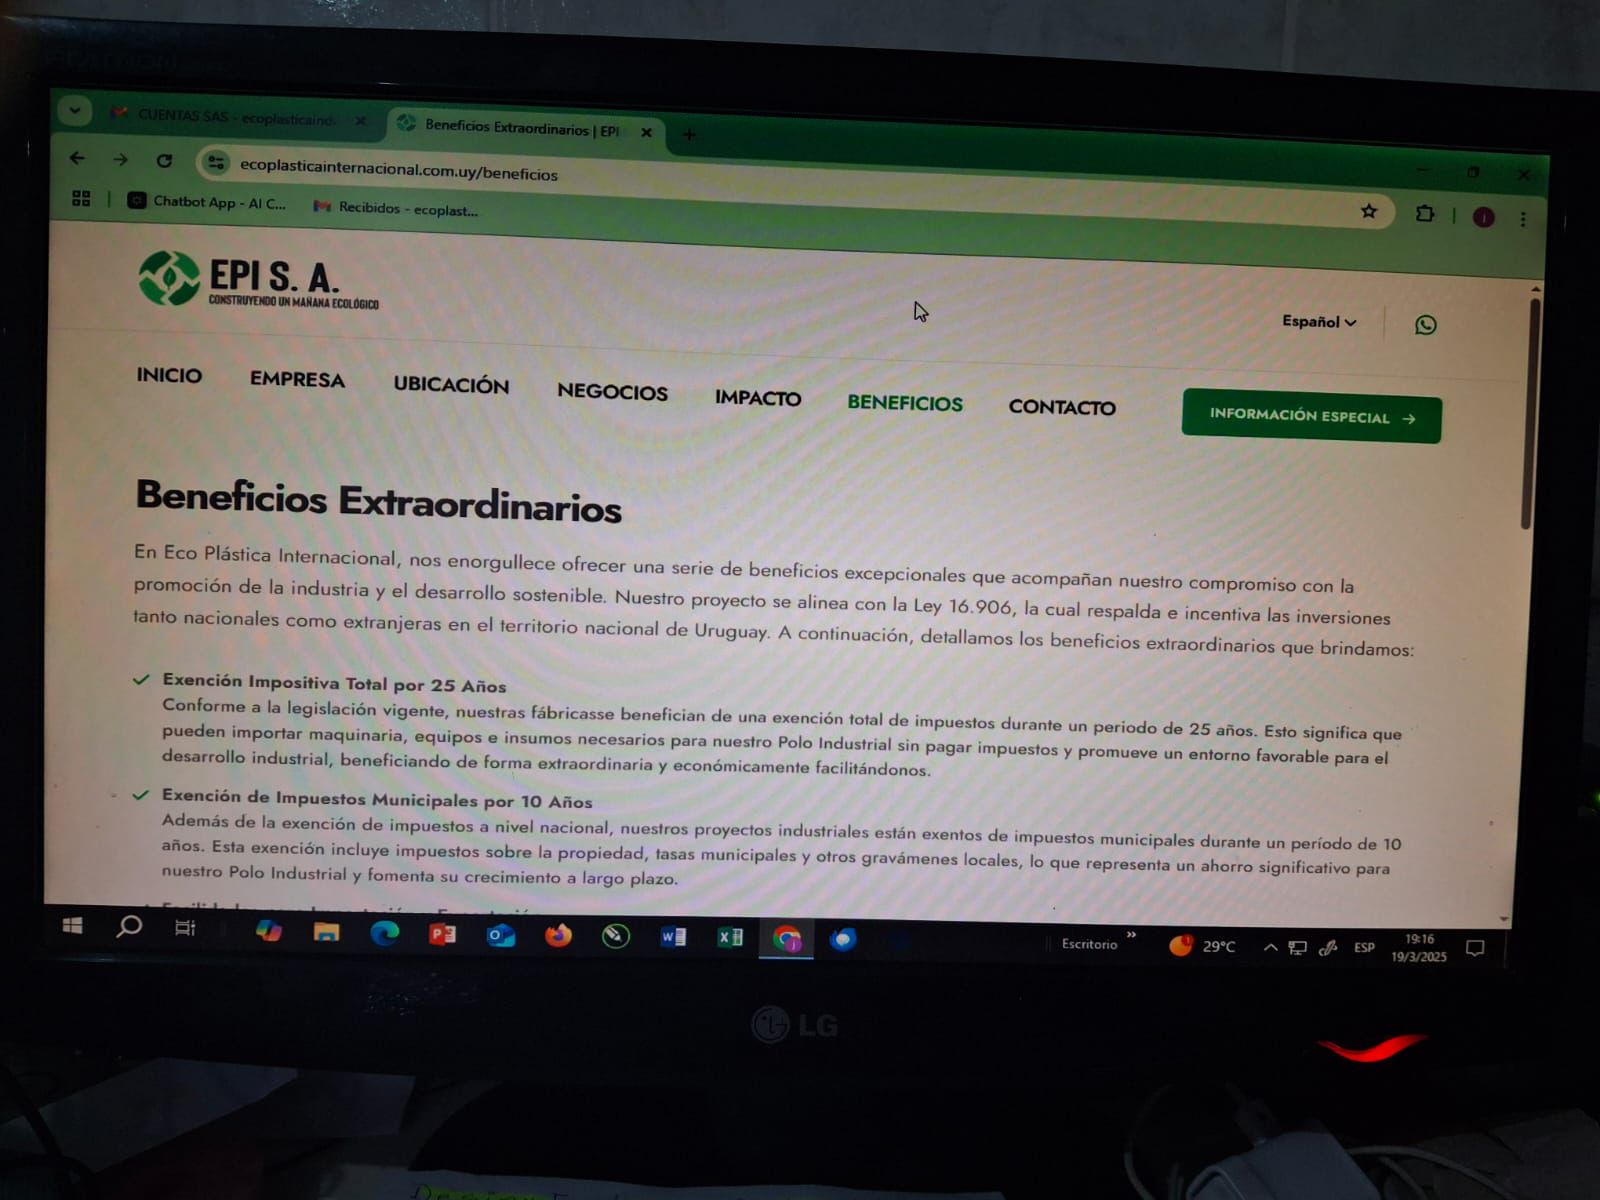 CUENTAS SAS - ecoplasticaind
Beneficios Extraordinarios | EPI
ecoplasticainternacional.com.uy/beneficios
Chatbot App - AI C...
Recibidos - ecoplast...
EPI S. A.
CONSTRUYENDO UN MAÑANA ECOLÓGICO
Español
INICIO EMPRESA UBICACIÓN NEGOCIOS IMPACTO BENEFICIOS CONTACTO INFORMACIÓN ESPECIAL →
Beneficios Extraordinarios
En Eco Plástica Internacional, nos enorgullece ofrecer una serie de beneficios excepcionales que acompañan nuestro compromiso con la
promoción de la industria y el desarrollo sostenible. Nuestro proyecto se alinea con la Ley 16.906, la cual respalda e incentiva las inversiones
tanto nacionales como extranjeras en el territorio nacional de Uruguay. A continuación, detallamos los beneficios extraordinarios que brindamos:
Exención Impositiva Total por 25 Años
Conforme a la legislación vigente, nuestras fábricasse benefician de una exención total de impuestos durante un periodo de 25 años. Esto significa que
pueden importar maquinaria, equipos e insumos necesarios para nuestro Polo Industrial sin pagar impuestos y promueve un entorno favorable para el
desarrollo industrial, beneficiando de forma extraordinaria y económicamente facilitándonos.
Exención de Impuestos Municipales por 10 Años
Además de la exención de impuestos a nivel nacional, nuestros proyectos industriales están exentos de impuestos municipales durante un período de 10
años. Esta exención incluye impuestos sobre la propiedad, tasas municipales y otros gravámenes locales, lo que representa un ahorro significativo para
nuestro Polo Industrial y fomenta su crecimiento a largo plazo.
Escritorio
29°C
ESP
19:16
19/3/2025
LG